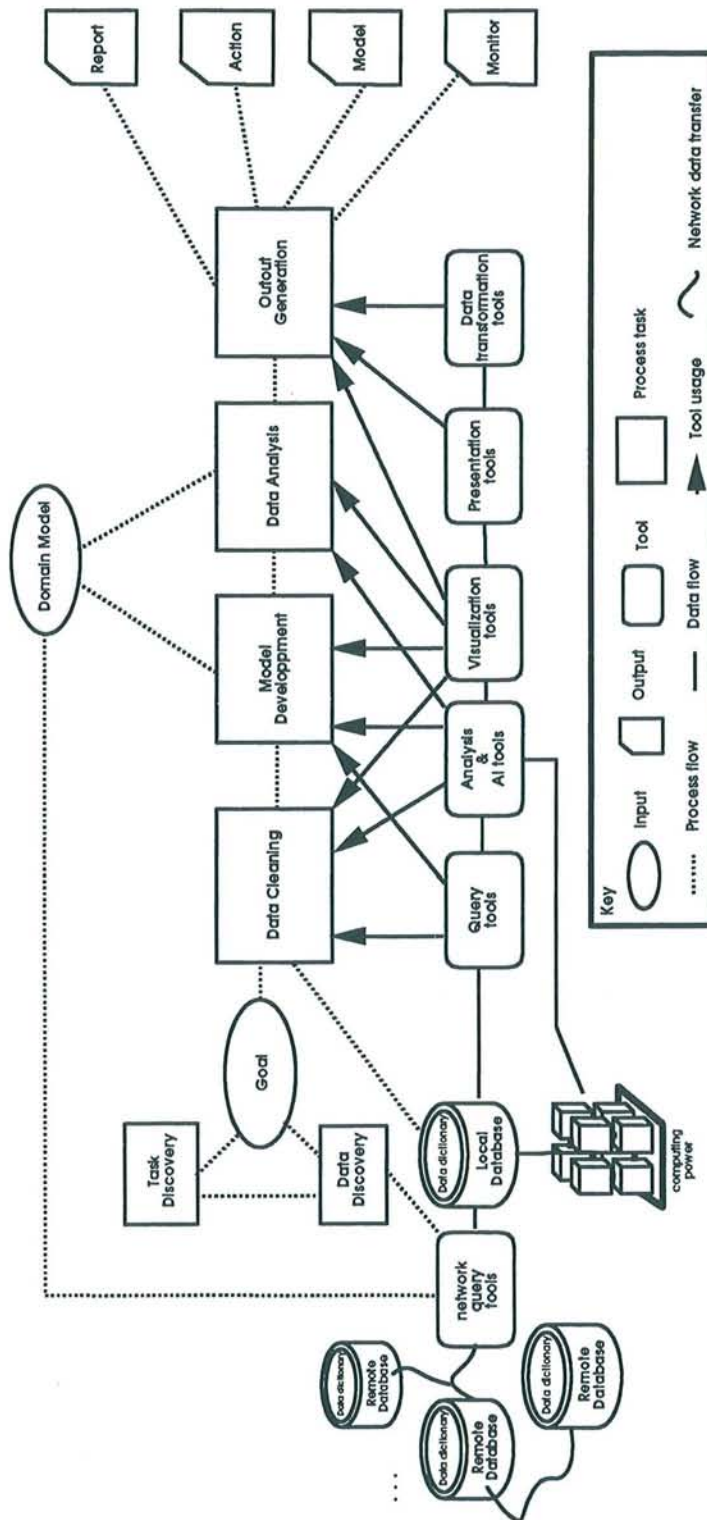 Report
Action
Model
Monitor
Domain Model
Task
Discovery
Data
Discovery
Goal
Data Cleaning
Model
Developpment
Data Analysis
Outout
Generation
Data dictionary
Remote
Database
Data dictionary
Remote
Database
Data dictionary
Remote
Database
...
network
query
tools
Data dictionary
Local
Database
computing
power
Query
tools
Analysis
&
AI tools
Visualization
tools
Presentation
tools
Data
transformation
tools
Key
Input
Output
Tool
Process task
Process flow
Data flow
Tool usage
Network data transfer